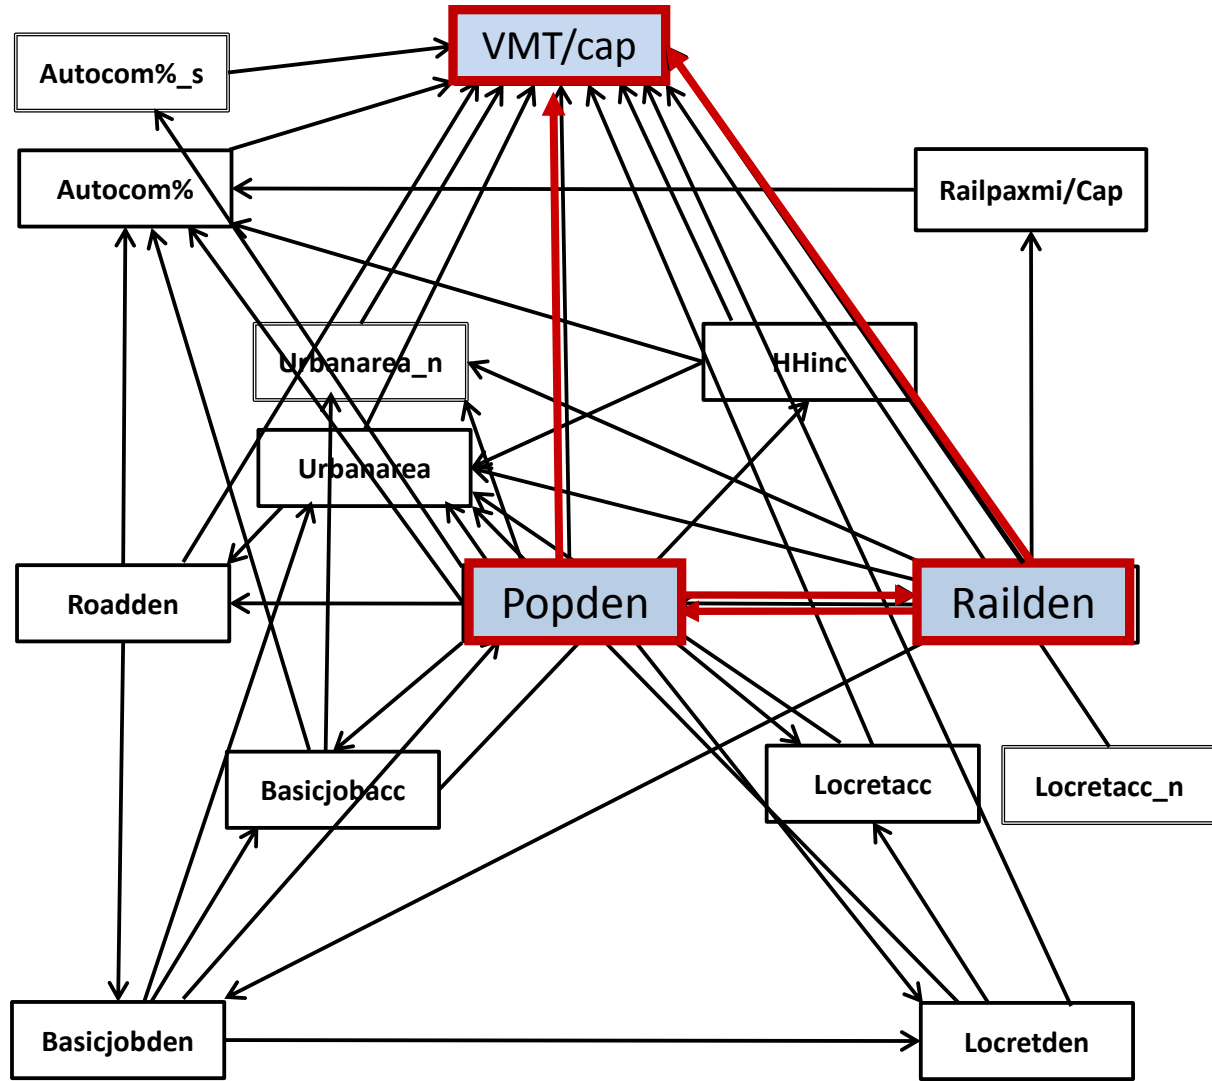 VMT/cap
Autocom%_s
Autocom%
Railpaxmi/Cap
Urbanarea_n
HHinc
Urbanarea
Roadden
Popden
Railden
Basicjobacc
Locretacc
Locretacc_n
Basicjobden
Locretden